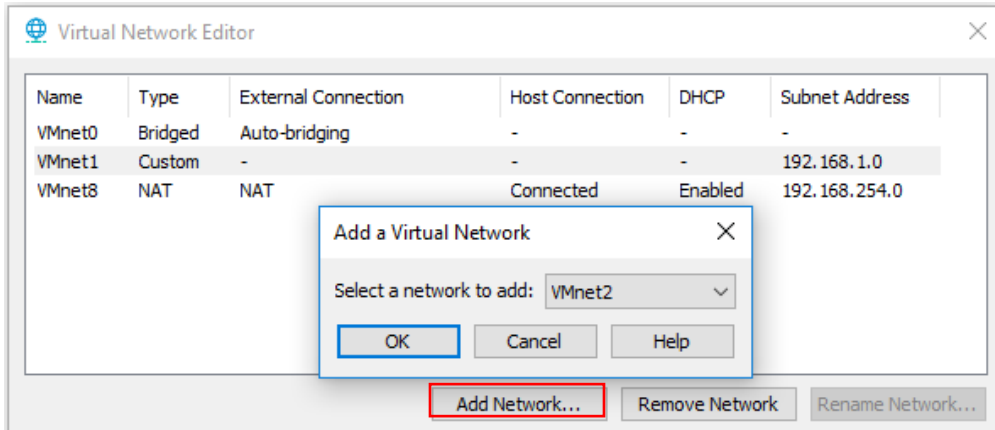 Virtual Network Editor
Name Type External Connection Host Connection DHCP Subnet Address
VMnet0 Bridged Auto-bridging - - -
VMnet1 Custom - - - 192.168.1.0
VMnet8 NAT NAT Connected Enabled 192.168.254.0
Add a Virtual Network
Select a network to add: VMnet2
OK Cancel Help
Add Network... Remove Network Rename Network...